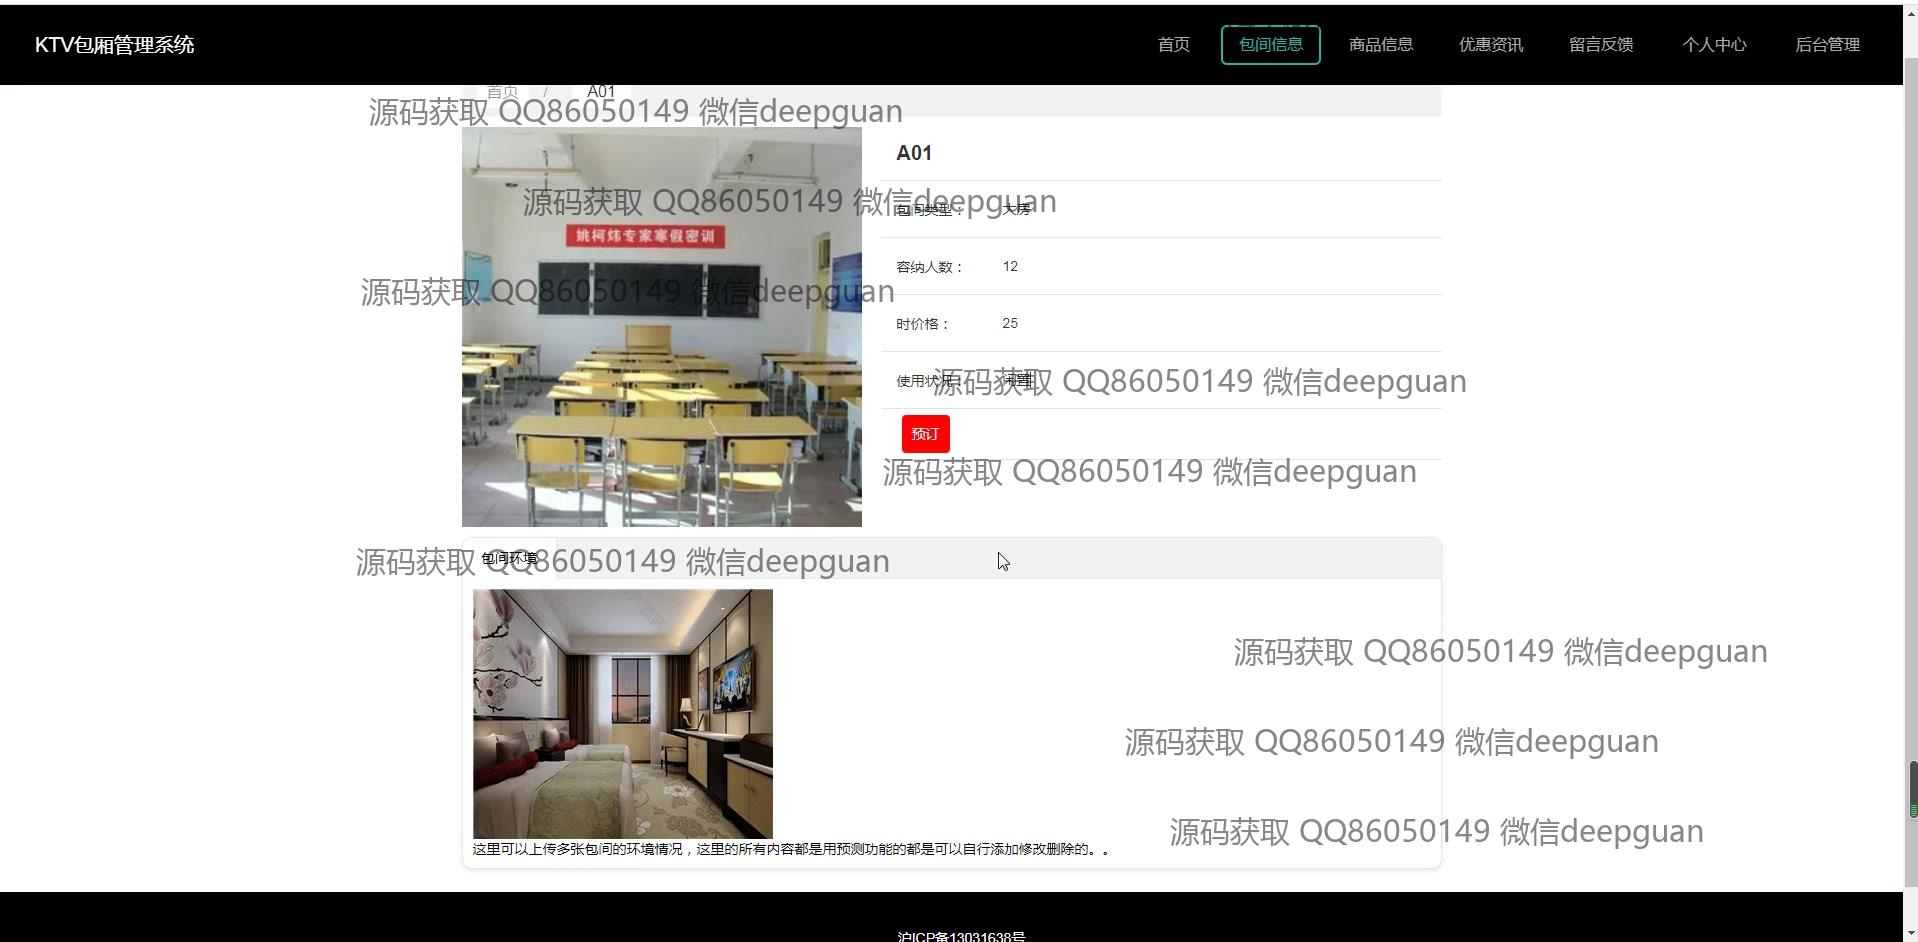 KTV包厢管理系统
首页
包间信息
商品信息
优惠资讯
留言反馈
个人中心
后台管理
首页 / A01
源码获取 QQ86050149 微信deepguan
A01
源码获取 QQ86050149 微信deepguan
包间类型： 大房
姚柯炜专家寒假密训
容纳人数： 12
源码获取 QQ86050149 微信deepguan
时价格： 25
使用状况： 闲置
源码获取 QQ86050149 微信deepguan
预订
源码获取 QQ86050149 微信deepguan
包间环境
源码获取 QQ86050149 微信deepguan
源码获取 QQ86050149 微信deepguan
源码获取 QQ86050149 微信deepguan
源码获取 QQ86050149 微信deepguan
这里可以上传多张包间的环境情况，这里的所有内容都是用预测功能的都是可以自行添加修改删除的。。
沪ICP备13031638号